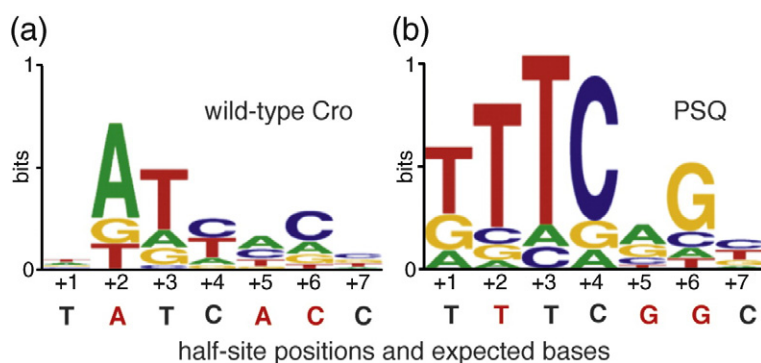 (a)
1
bits
0
wild-type Cro
A
G
T
T
A
G
C
T
A
A
C
T
C
A
G
+1 +2 +3 +4 +5 +6 +7
T A T C A C C
(b)
1
bits
0
PSQ
T
G
A
T
C
G
T
A
C
C
G
A
A
G
C
T
G
C
A
T
C
T
G
+1 +2 +3 +4 +5 +6 +7
T T T C G G C
half-site positions and expected bases